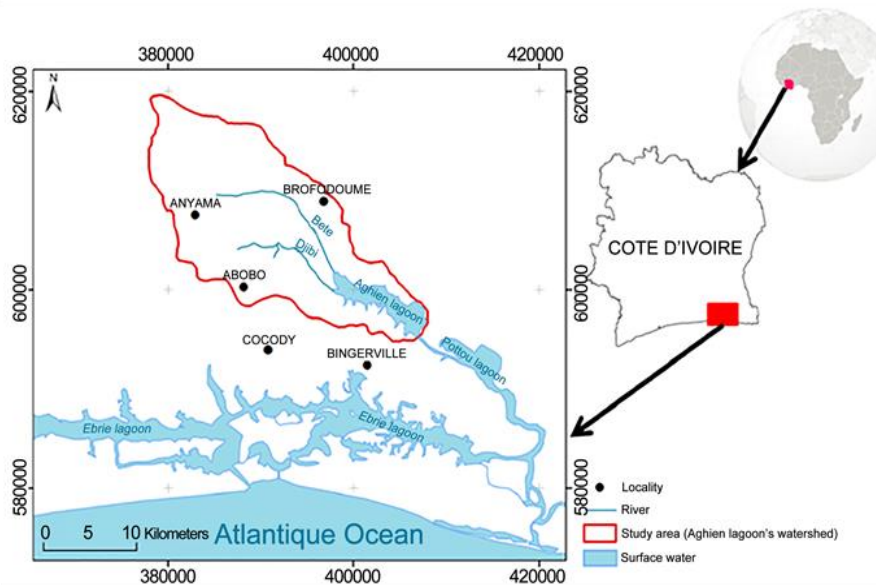 380000 400000 420000
620000 620000
N
BROFODOUME
ANYAMA
Bete
Djibi
ABOBO
Aghien lagoon
600000 600000
COCODY
BINGERVILLE
Pottou lagoon
Ebrie lagoon
Ebrie lagoon
580000 580000
0 5 10 Kilometers
Atlantique Ocean
380000 400000 420000
COTE D'IVOIRE
Locality
River
Study area (Aghien lagoon's watershed)
Surface water